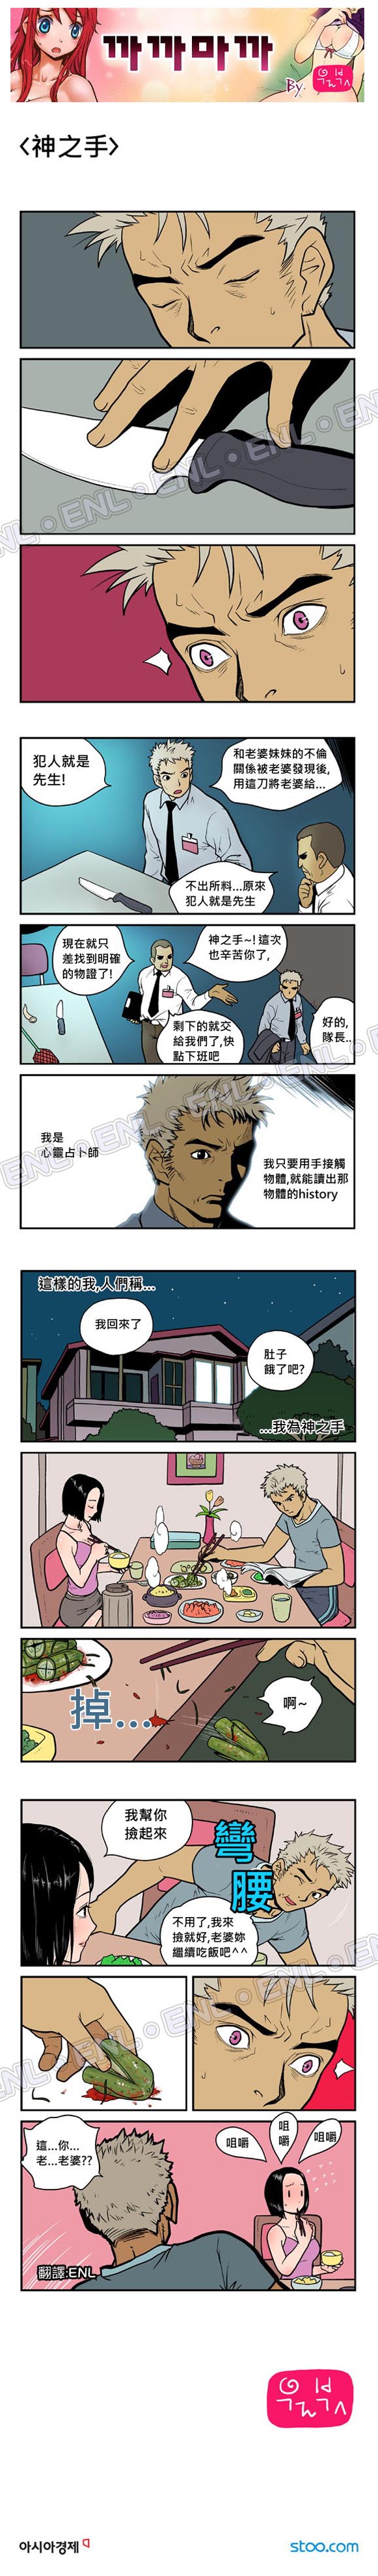 까까마까
By 윤보人
〈神之手〉
犯人就是
先生!
和老婆妹妹的不倫
關係被老婆發現後,
用這刀將老婆給...
不出所料...原來
犯人就是先生
現在就只
差找到明確
的物證了!
神之手~! 這次
也辛苦你了,
剩下的就交
給我們了,快
點下班吧
好的,
隊長..
我是
心靈占卜師
我只要用手接觸
物體,就能讀出那
物體的history
這樣的我,人們稱...
我回來了
肚子
餓了吧?
...我為神之手
掉...
啊~
我幫你
撿起來
彎
腰
不用了,我來
撿就好,老婆妳
繼續吃飯吧^^
這...你...
老...老婆??
咀嚼
咀
嚼
咀嚼
翻譯:ENL
ENL • ENL • ENL • ENL
아시아경제
stoo.com